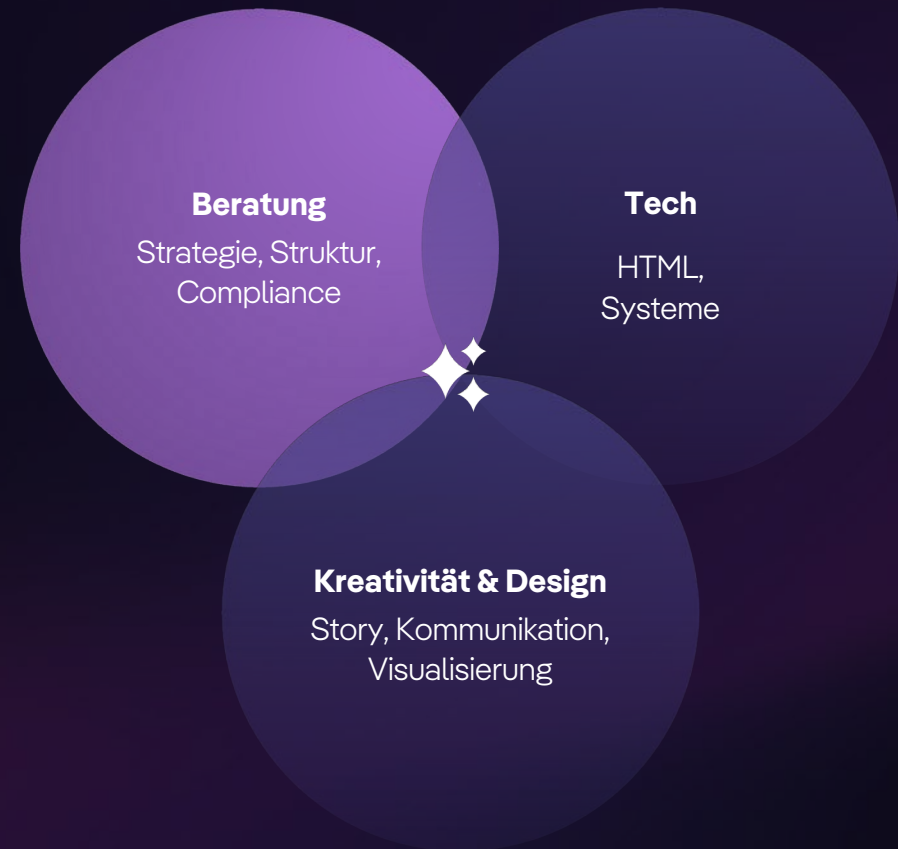 Beratung
Strategie, Struktur,
Compliance
Tech
HTML,
Systeme
Kreativität & Design
Story, Kommunikation,
Visualisierung